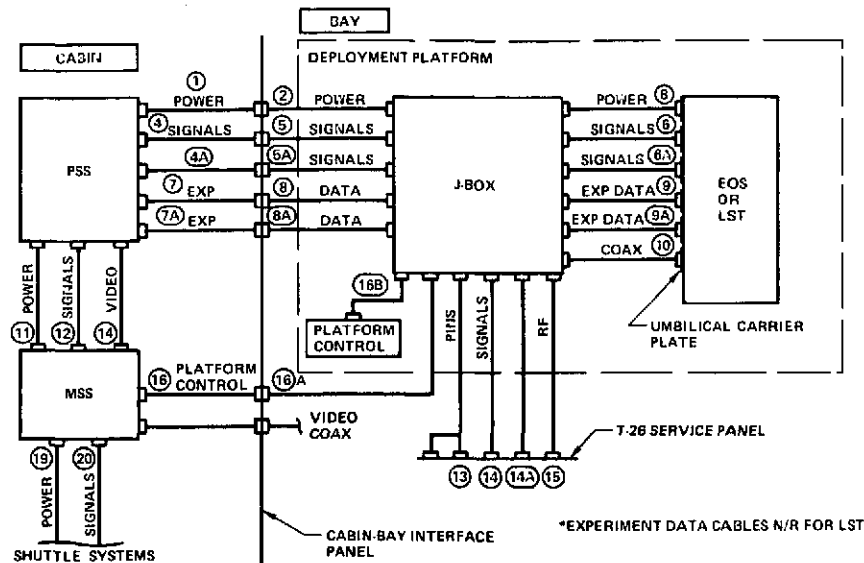 BAY
CABIN
DEPLOYMENT PLATFORM
1
POWER
2
POWER
POWER
8
4
SIGNALS
5
SIGNALS
SIGNALS
6
4A
5A
SIGNALS
SIGNALS
6A
PSS
J-BOX
EOS
OR
LST
7
EXP
8
DATA
EXP DATA
9
7A
EXP
8A
DATA
EXP DATA
9A
COAX
10
POWER
SIGNALS
VIDEO
16B
PLATFORM
CONTROL
PINS
SIGNALS
RF
UMBILICAL CARRIER
PLATE
11
12
14
MSS
16
PLATFORM
CONTROL
16A
VIDEO
COAX
T-26 SERVICE PANEL
13
14
14A
15
19
20
POWER
SIGNALS
SHUTTLE SYSTEMS
CABIN-BAY INTERFACE
PANEL
*EXPERIMENT DATA CABLES N/R FOR LST